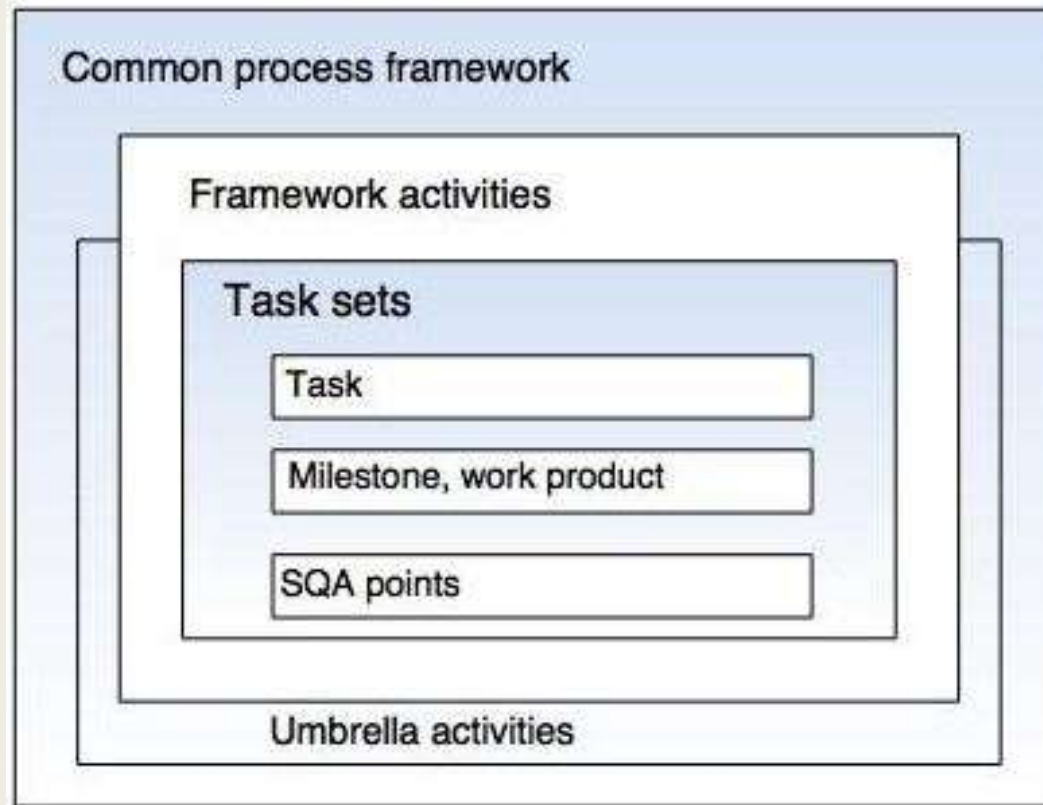 Common process framework
Framework activities
Task sets
Task
Milestone, work product
SQA points
Umbrella activities